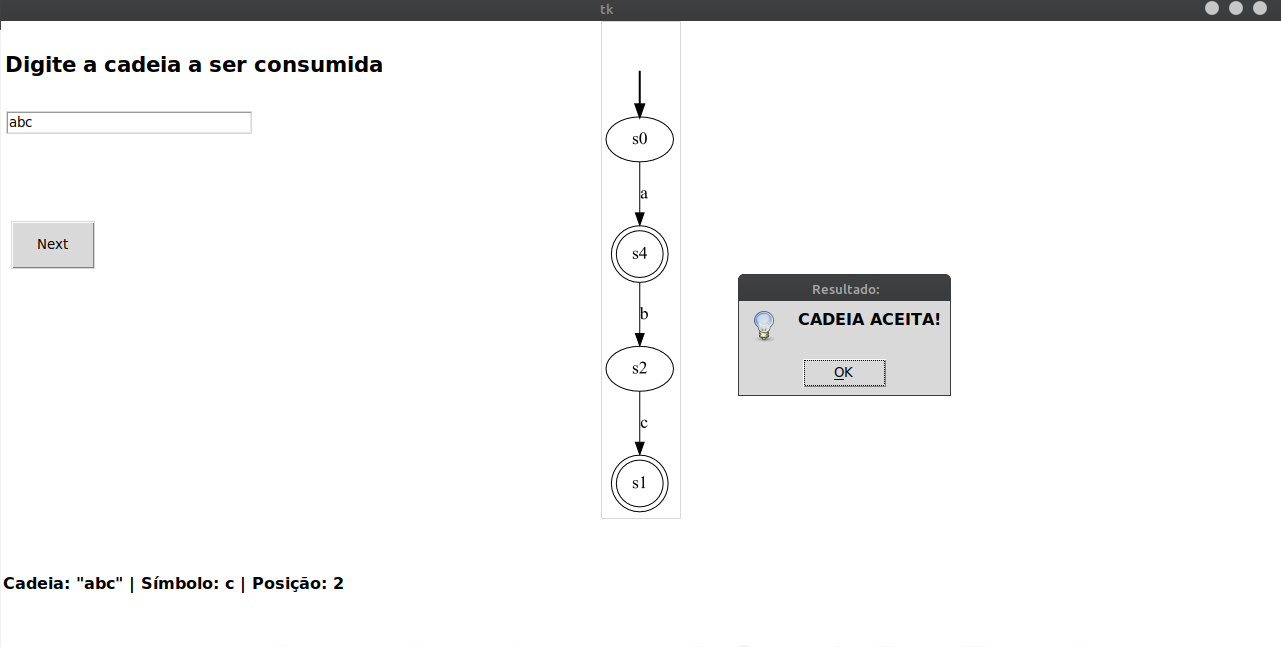 tk
Digite a cadeia a ser consumida
abc
Next
s0
a
s4
b
s2
c
s1
Resultado:
CADEIA ACEITA!
OK
Cadeia: "abc" | Símbolo: c | Posição: 2